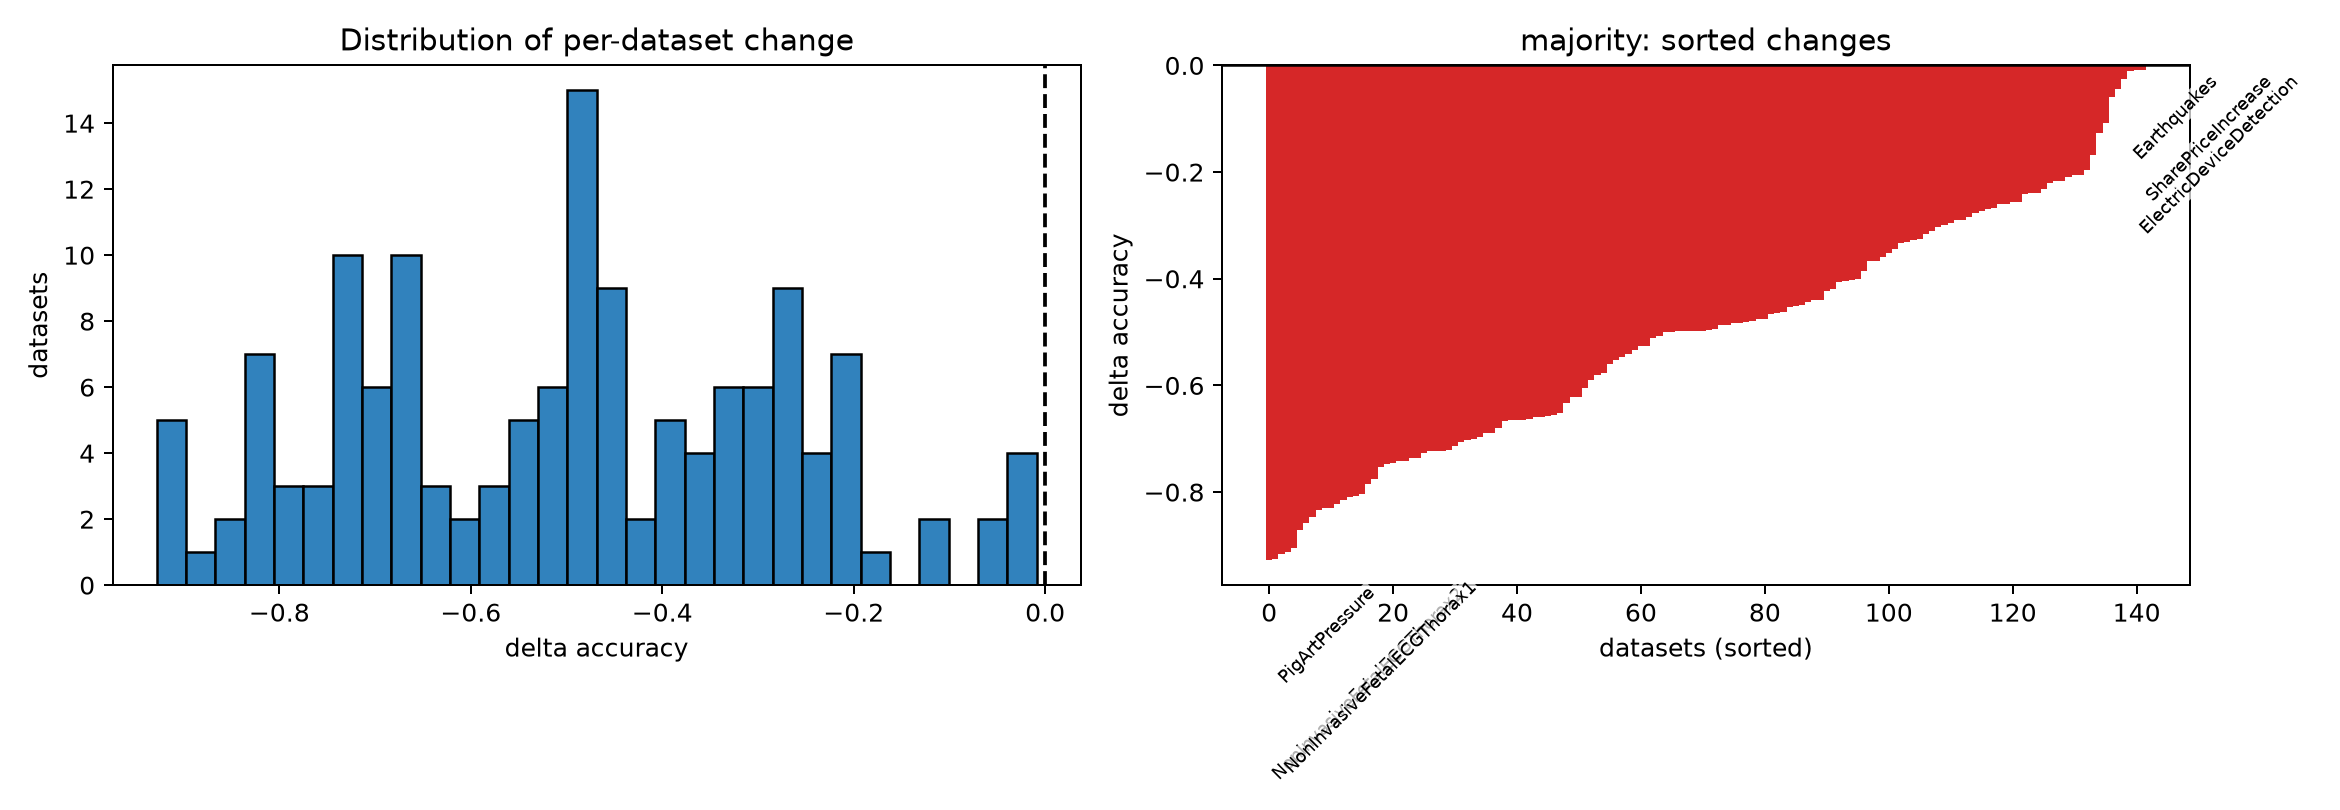 Distribution of per-dataset change
datasets
14
12
10
8
6
4
2
0
−0.8
−0.6
−0.4
−0.2
0.0
delta accuracy
majority: sorted changes
delta accuracy
0.0
−0.2
−0.4
−0.6
−0.8
Earthquakes
SharePriceIncrease
ElectricDeviceDetection
0
20
40
60
80
100
120
140
PigArtPressure
NonInvasiveFetalECGThorax1
datasets (sorted)